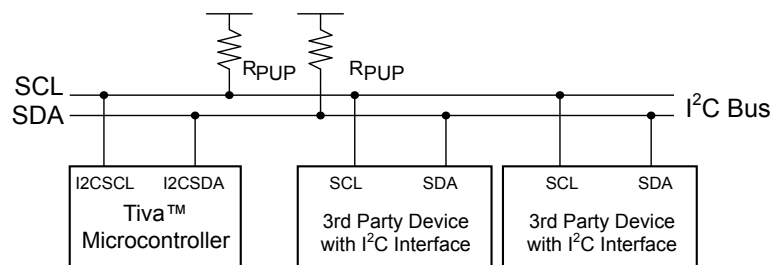 RPUP
RPUP
SCL
SDA
I²C Bus
I2CSCL I2CSDA
Tiva™
Microcontroller
SCL SDA
3rd Party Device
with I²C Interface
SCL SDA
3rd Party Device
with I²C Interface